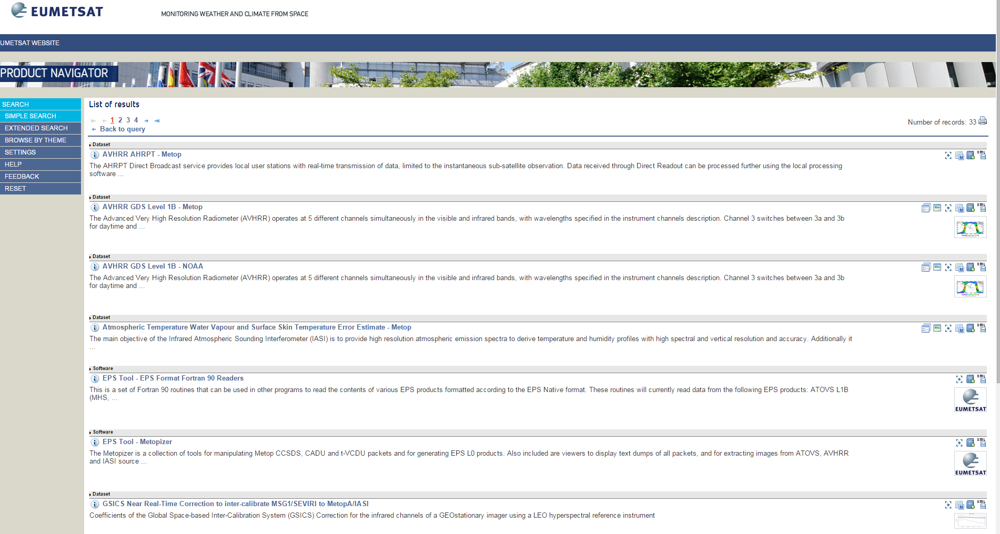 EUMETSAT
MONITORING WEATHER AND CLIMATE FROM SPACE
UMETSAT WEBSITE
PRODUCT NAVIGATOR
SEARCH
SIMPLE SEARCH
EXTENDED SEARCH
BROWSE BY THEME
SETTINGS
HELP
FEEDBACK
RESET
List of results
1 2 3 4
Back to query
Number of records: 33
Dataset
AVHRR AHRPT - Metop
XML
The AHRPT Direct Broadcast service provides local user stations with real-time transmission of data, limited to the instantaneous sub-satellite observation. Data received through Direct Readout can be processed further using the local processing
software ...
Dataset
AVHRR GDS Level 1B - Metop
XML
The Advanced Very High Resolution Radiometer (AVHRR) operates at 5 different channels simultaneously in the visible and infrared bands, with wavelengths specified in the instrument channels description. Channel 3 switches between 3a and 3b
for daytime and ...
Dataset
AVHRR GDS Level 1B - NOAA
XML
The Advanced Very High Resolution Radiometer (AVHRR) operates at 5 different channels simultaneously in the visible and infrared bands, with wavelengths specified in the instrument channels description. Channel 3 switches between 3a and 3b
for daytime and ...
Dataset
Atmospheric Temperature Water Vapour and Surface Skin Temperature Error Estimate - Metop
XML
The main objective of the Infrared Atmospheric Sounding Interferometer (IASI) is to provide high resolution atmospheric emission spectra to derive temperature and humidity profiles with high spectral and vertical resolution and accuracy. Additionally it
...
Software
EPS Tool - EPS Format Fortran 90 Readers
XML
This is a set of Fortran 90 routines that can be used in other programs to read the contents of various EPS products formatted according to the EPS Native format. These routines will currently read data from the following EPS products: ATOVS L1B
(MHS, ...
EUMETSAT
Software
EPS Tool - Metopizer
XML
The Metopizer is a collection of tools for manipulating Metop CCSDS, CADU and t-VCDU packets and for generating EPS L0 products. Also included are viewers to display text dumps of all packets, and for extracting images from ATOVS, AVHRR
and IASI source ...
EUMETSAT
Dataset
GSICS Near Real-Time Correction to inter-calibrate MSG1/SEVIRI to MetopA/IASI
XML
Coefficients of the Global Space-based Inter-Calibration System (GSICS) Correction for the infrared channels of a GEOstationary imager using a LEO hyperspectral reference instrument